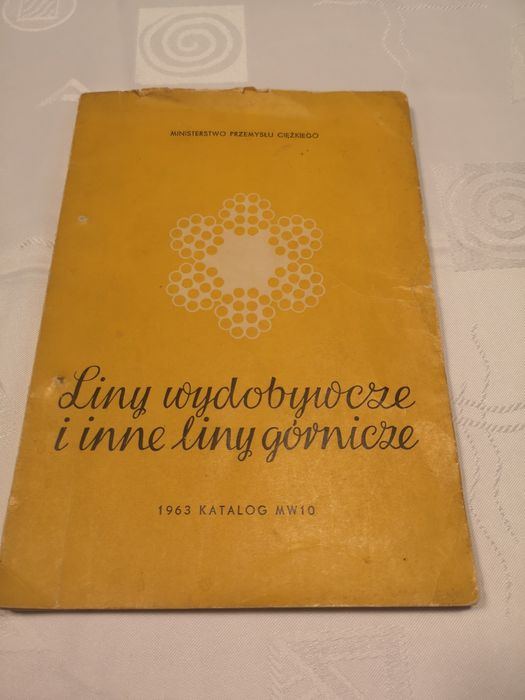 MINISTERSTWO PRZEMYSŁU CIĘŻKIEGO
Liny wydobywcze
i inne liny górnicze
1963 KATALOG MW10